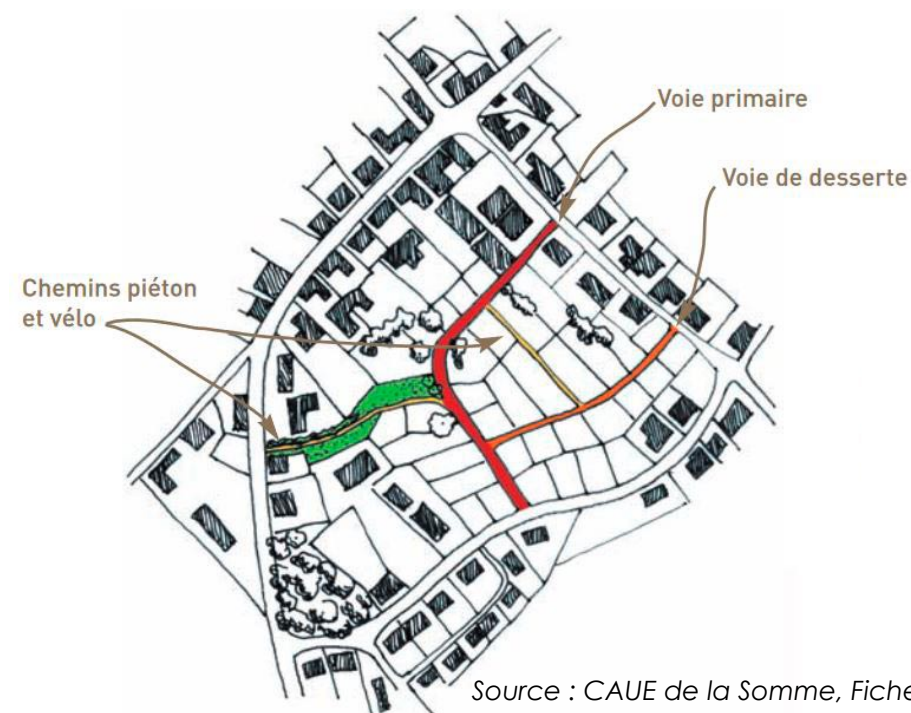 Voie primaire
Voie de desserte
Chemins piéton
et vélo
Source : CAUE de la Somme, Fiche